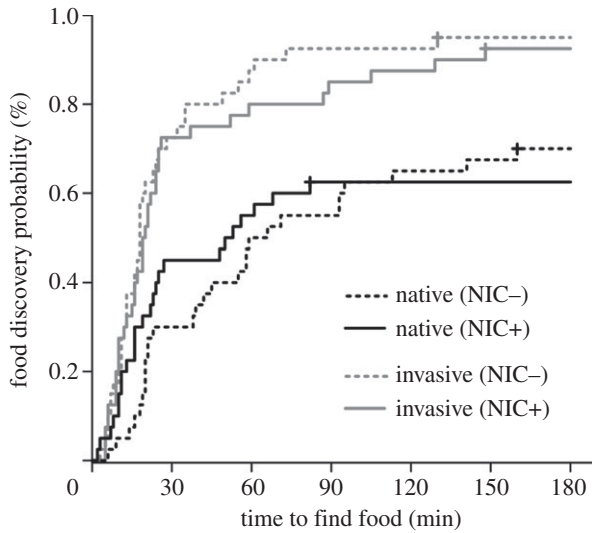 1.0
0.8
0.6
0.4
0.2
food discovery probability (%)
native (NIC–)
native (NIC+)
invasive (NIC–)
invasive (NIC+)
0 30 60 90 120 150 180
time to find food (min)